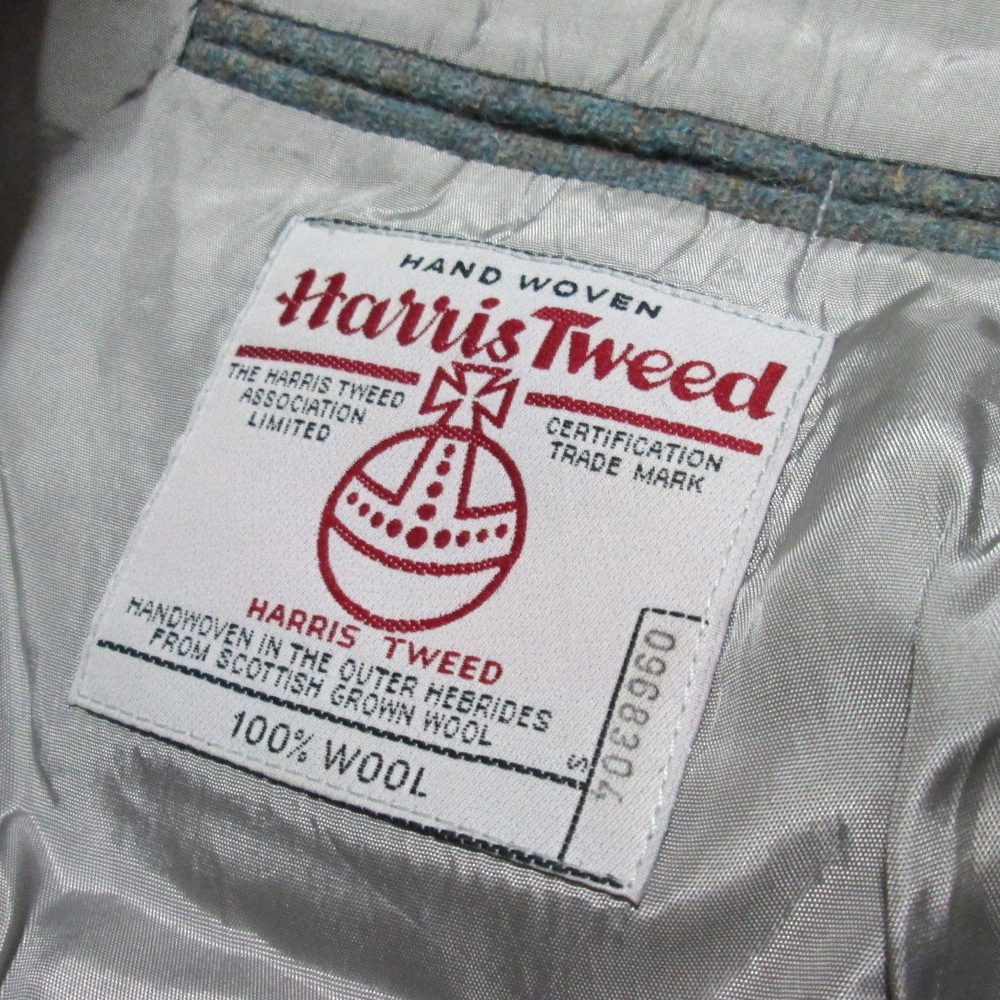 HAND WOVEN
Harris Tweed
THE HARRIS TWEED
ASSOCIATION
LIMITED
CERTIFICATION
TRADE MARK
HARRIS TWEED
HANDWOVEN IN THE OUTER HEBRIDES
FROM SCOTTISH GROWN WOOL
100% WOOL
S
0968304